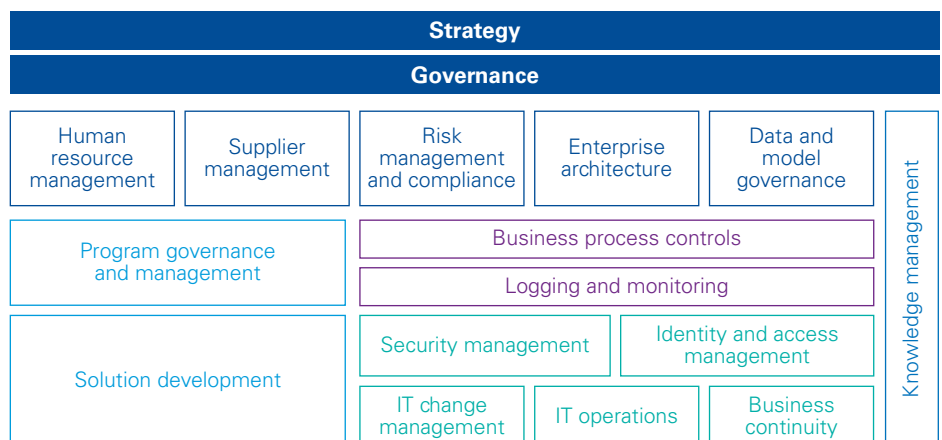 Strategy
Governance
Human
resource
management
Supplier
management
Risk
management
and compliance
Enterprise
architecture
Data and
model
governance
Knowledge management
Program governance
and management
Business process controls
Logging and monitoring
Solution development
Security management
Identity and access
management
IT change
management
IT operations
Business
continuity